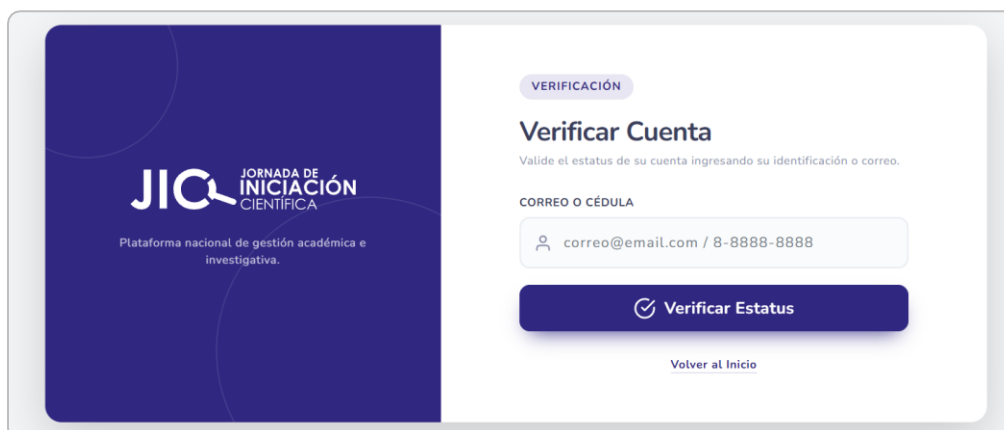 JIC JORNADA DE
INICIACIÓN
CIENTÍFICA
Plataforma nacional de gestión académica e
investigativa.
VERIFICACIÓN
Verificar Cuenta
Valide el estatus de su cuenta ingresando su identificación o correo.
CORREO O CÉDULA
correo@email.com / 8-8888-8888
Verificar Estatus
Volver al Inicio